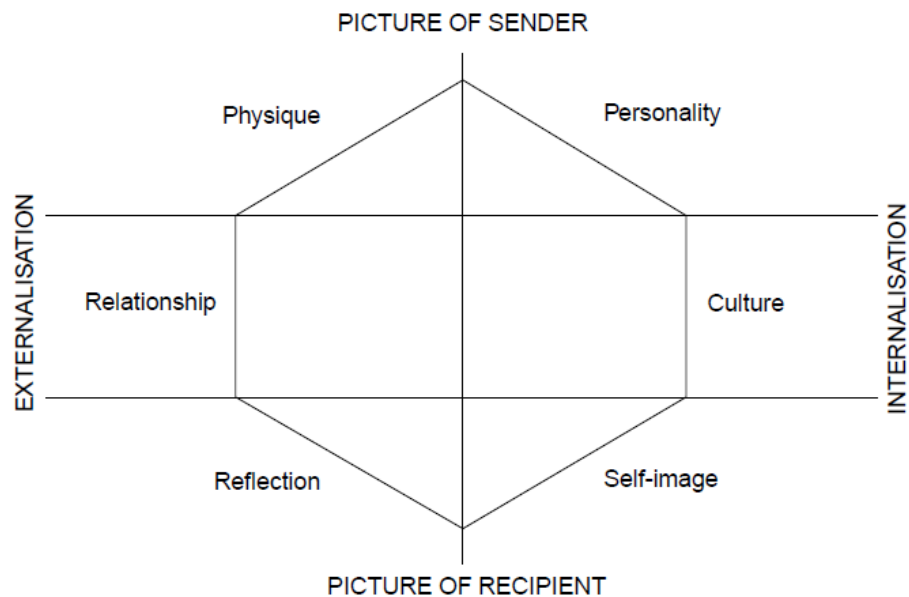 PICTURE OF SENDER
Physique
Personality
EXTERNALISATION
INTERNALISATION
Relationship
Culture
Reflection
Self-image
PICTURE OF RECIPIENT